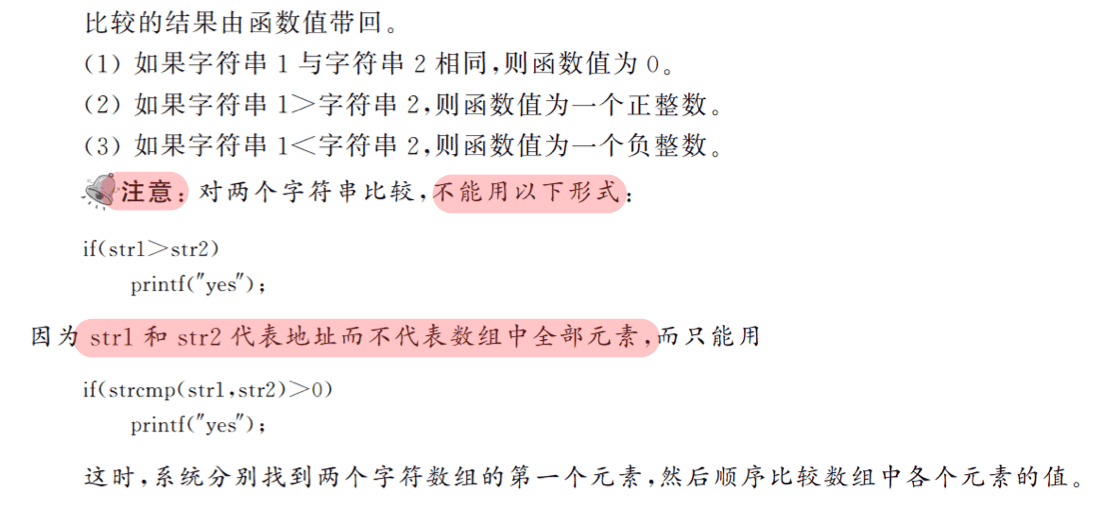 比较的结果由函数值带回。
(1) 如果字符串 1 与字符串 2 相同,则函数值为 0。
(2) 如果字符串 1>字符串 2,则函数值为一个正整数。
(3) 如果字符串 1<字符串 2,则函数值为一个负整数。
注意:对两个字符串比较,不能用以下形式:
if(str1>str2)
printf("yes");
因为 str1 和 str2 代表地址而不代表数组中全部元素,而只能用
if(strcmp(str1,str2)>0)
printf("yes");
这时,系统分别找到两个字符数组的第一个元素,然后顺序比较数组中各个元素的值。